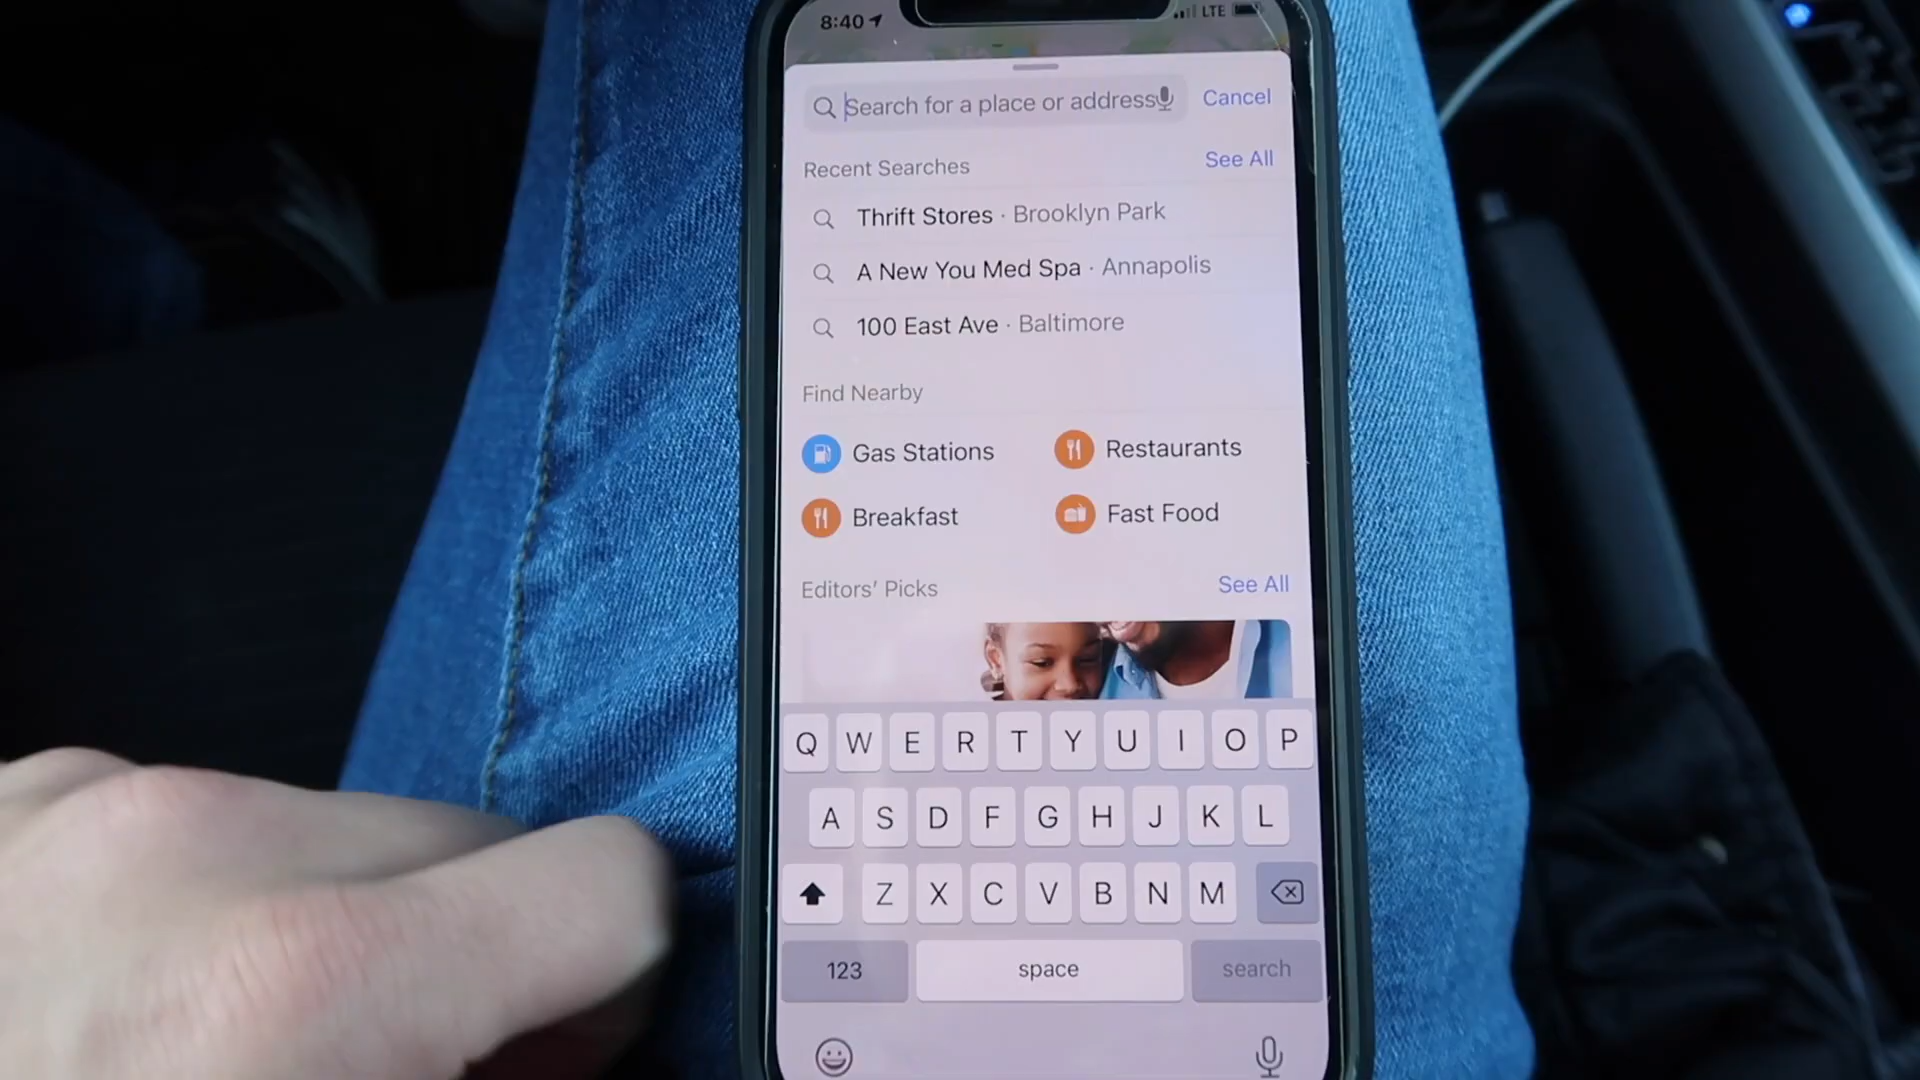 8:40
LTE
Search for a place or address
Cancel
Recent Searches
See All
Thrift Stores · Brooklyn Park
A New You Med Spa · Annapolis
100 East Ave · Baltimore
Find Nearby
Gas Stations
Restaurants
Breakfast
Fast Food
Editors' Picks
See All
Q W E R T Y U I O P
A S D F G H J K L
Z X C V B N M
123
space
search